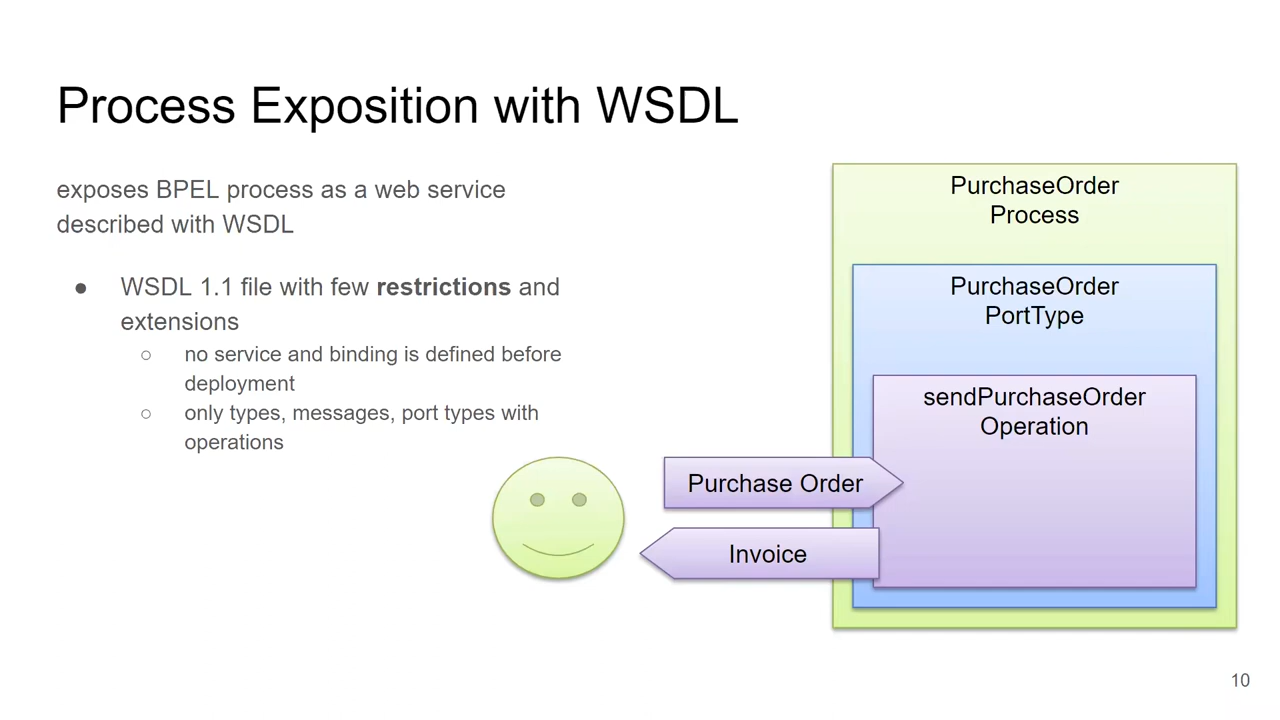 Process Exposition with WSDL
exposes BPEL process as a web service
described with WSDL
● WSDL 1.1 file with few restrictions and
extensions
○ no service and binding is defined before
deployment
○ only types, messages, port types with
operations
PurchaseOrder
Process
PurchaseOrder
PortType
sendPurchaseOrder
Operation
Purchase Order
Invoice
10